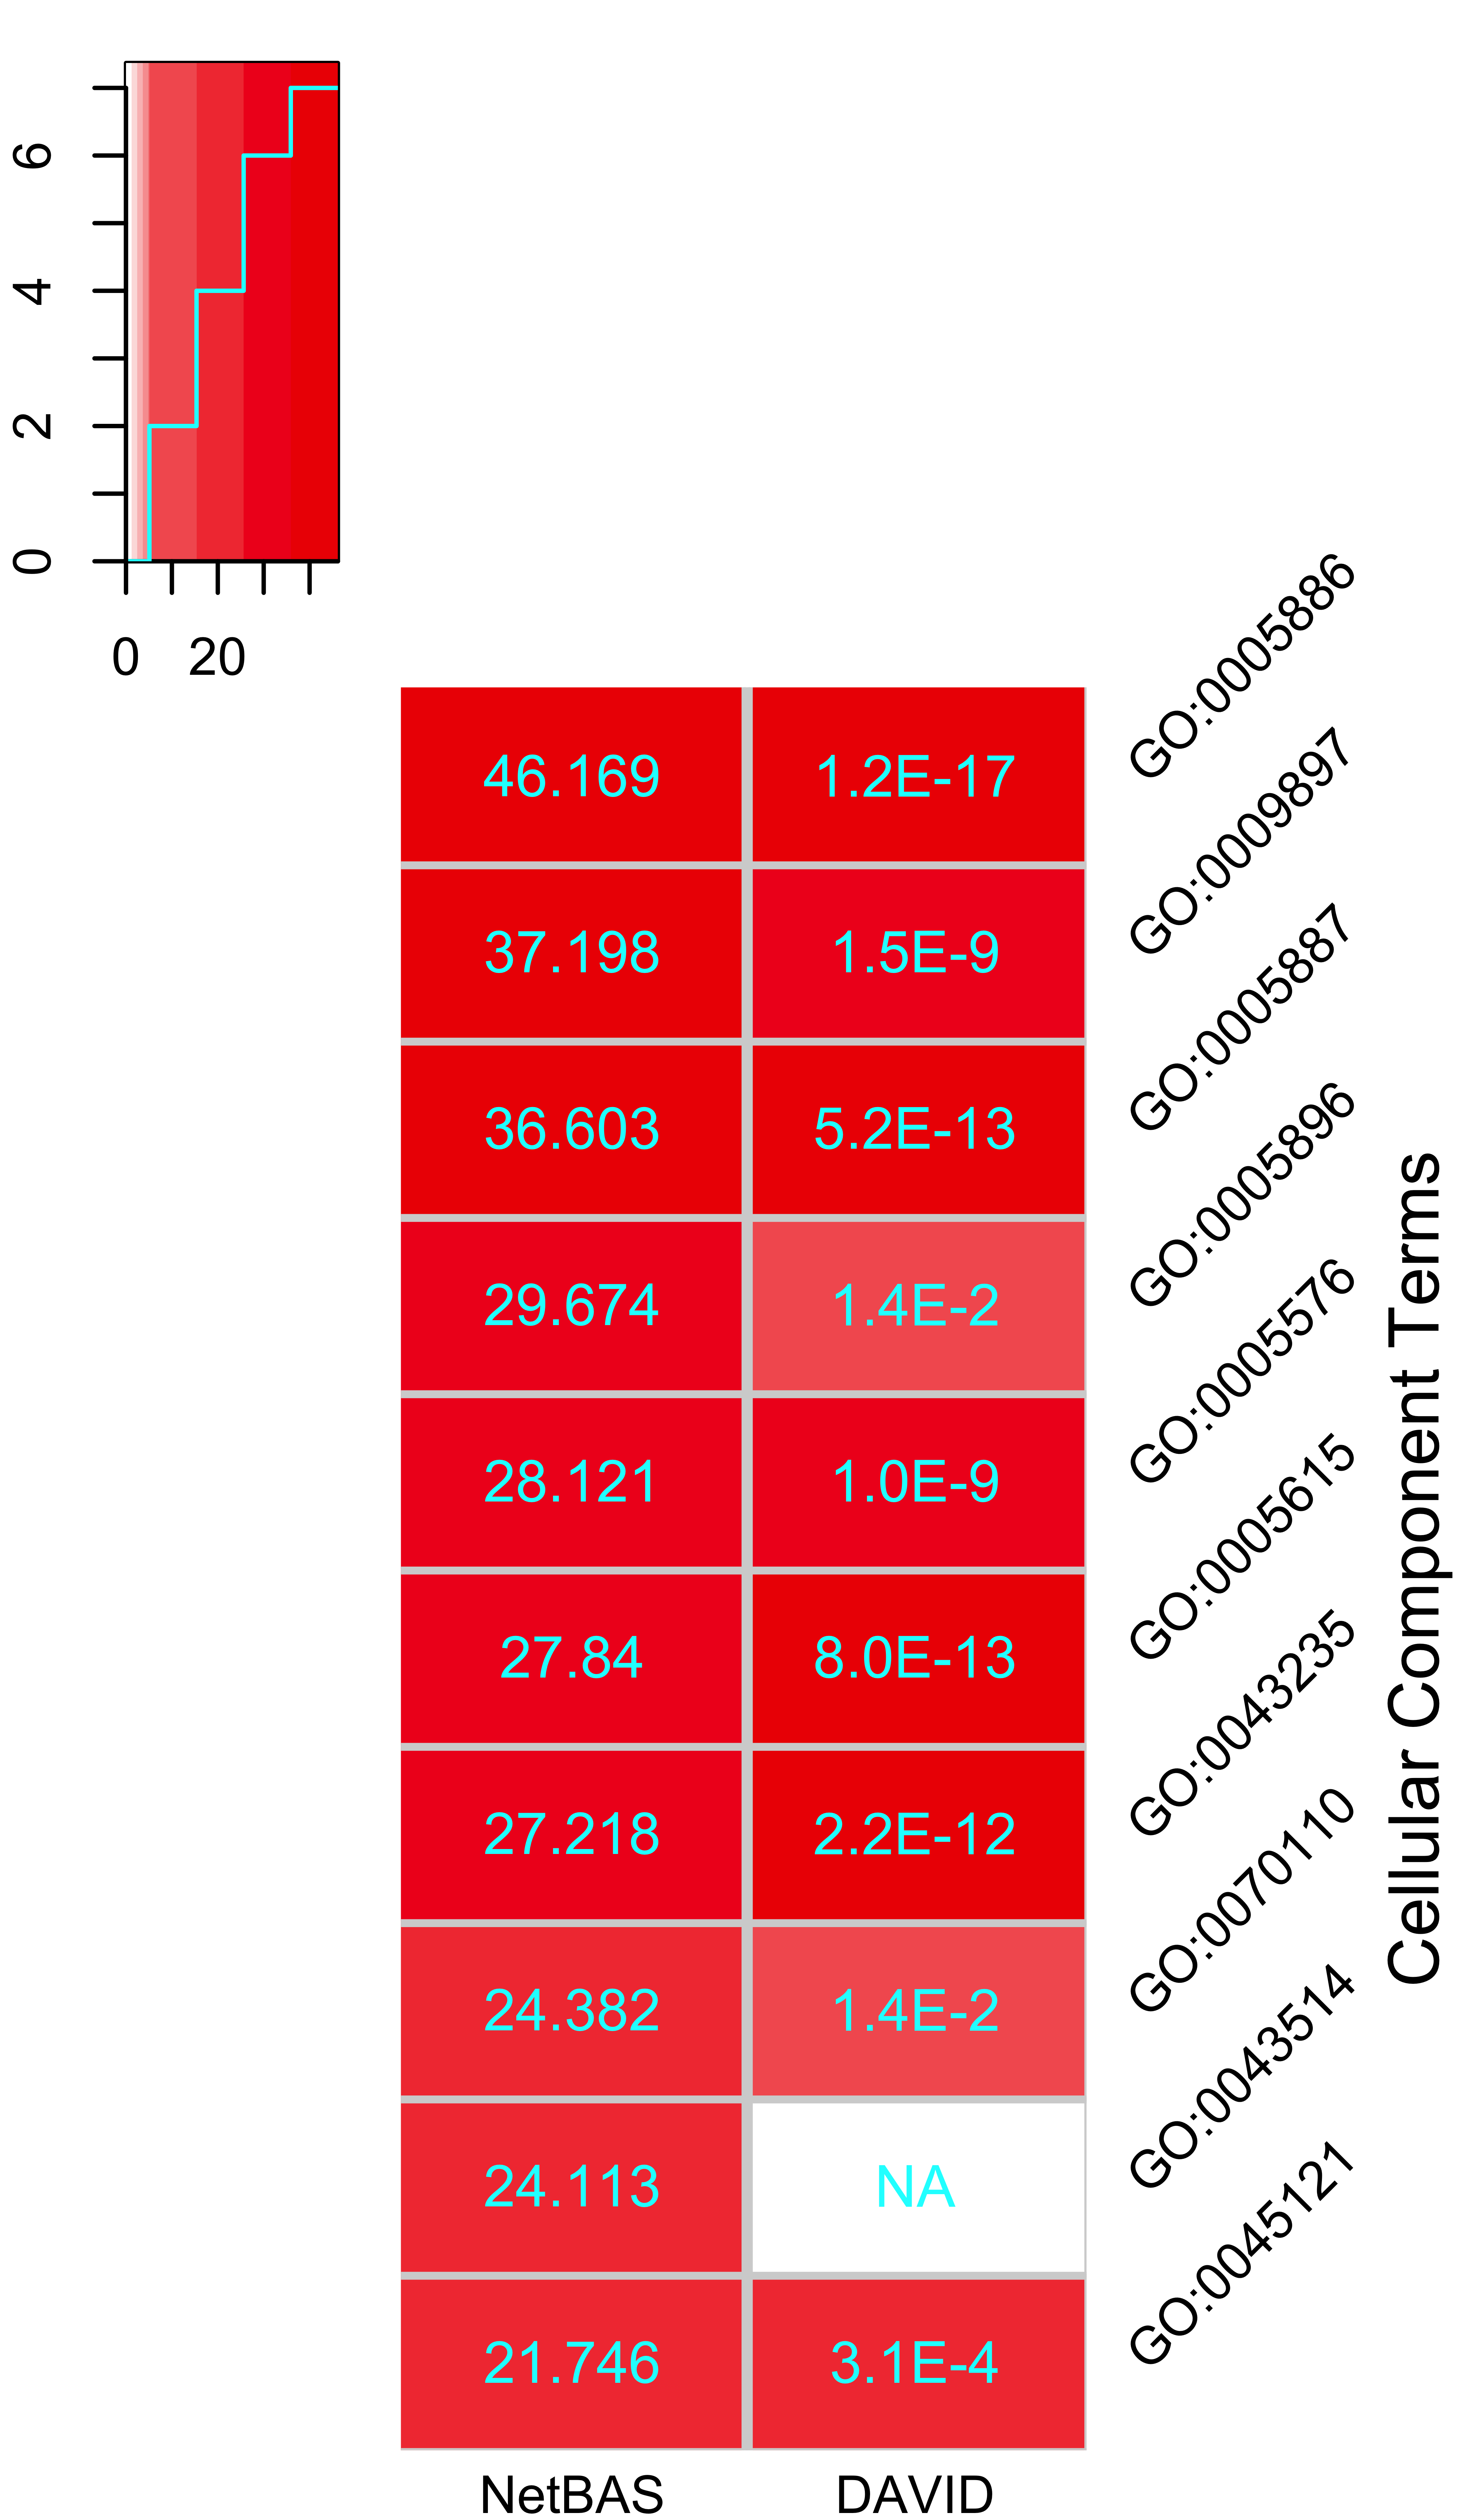 6
4
2
0
0 20
46.169 1.2E-17 GO:0005886
37.198 1.5E-9 GO:0009897
36.603 5.2E-13 GO:0005887
29.674 1.4E-2 GO:0005896
28.121 1.0E-9 GO:0005576
27.84 8.0E-13 GO:0005615
27.218 2.2E-12 GO:0043235
24.382 1.4E-2 GO:0070110
24.113 NA GO:0043514
21.746 3.1E-4 GO:0045121
Cellular Component Terms
NetBAS DAVID